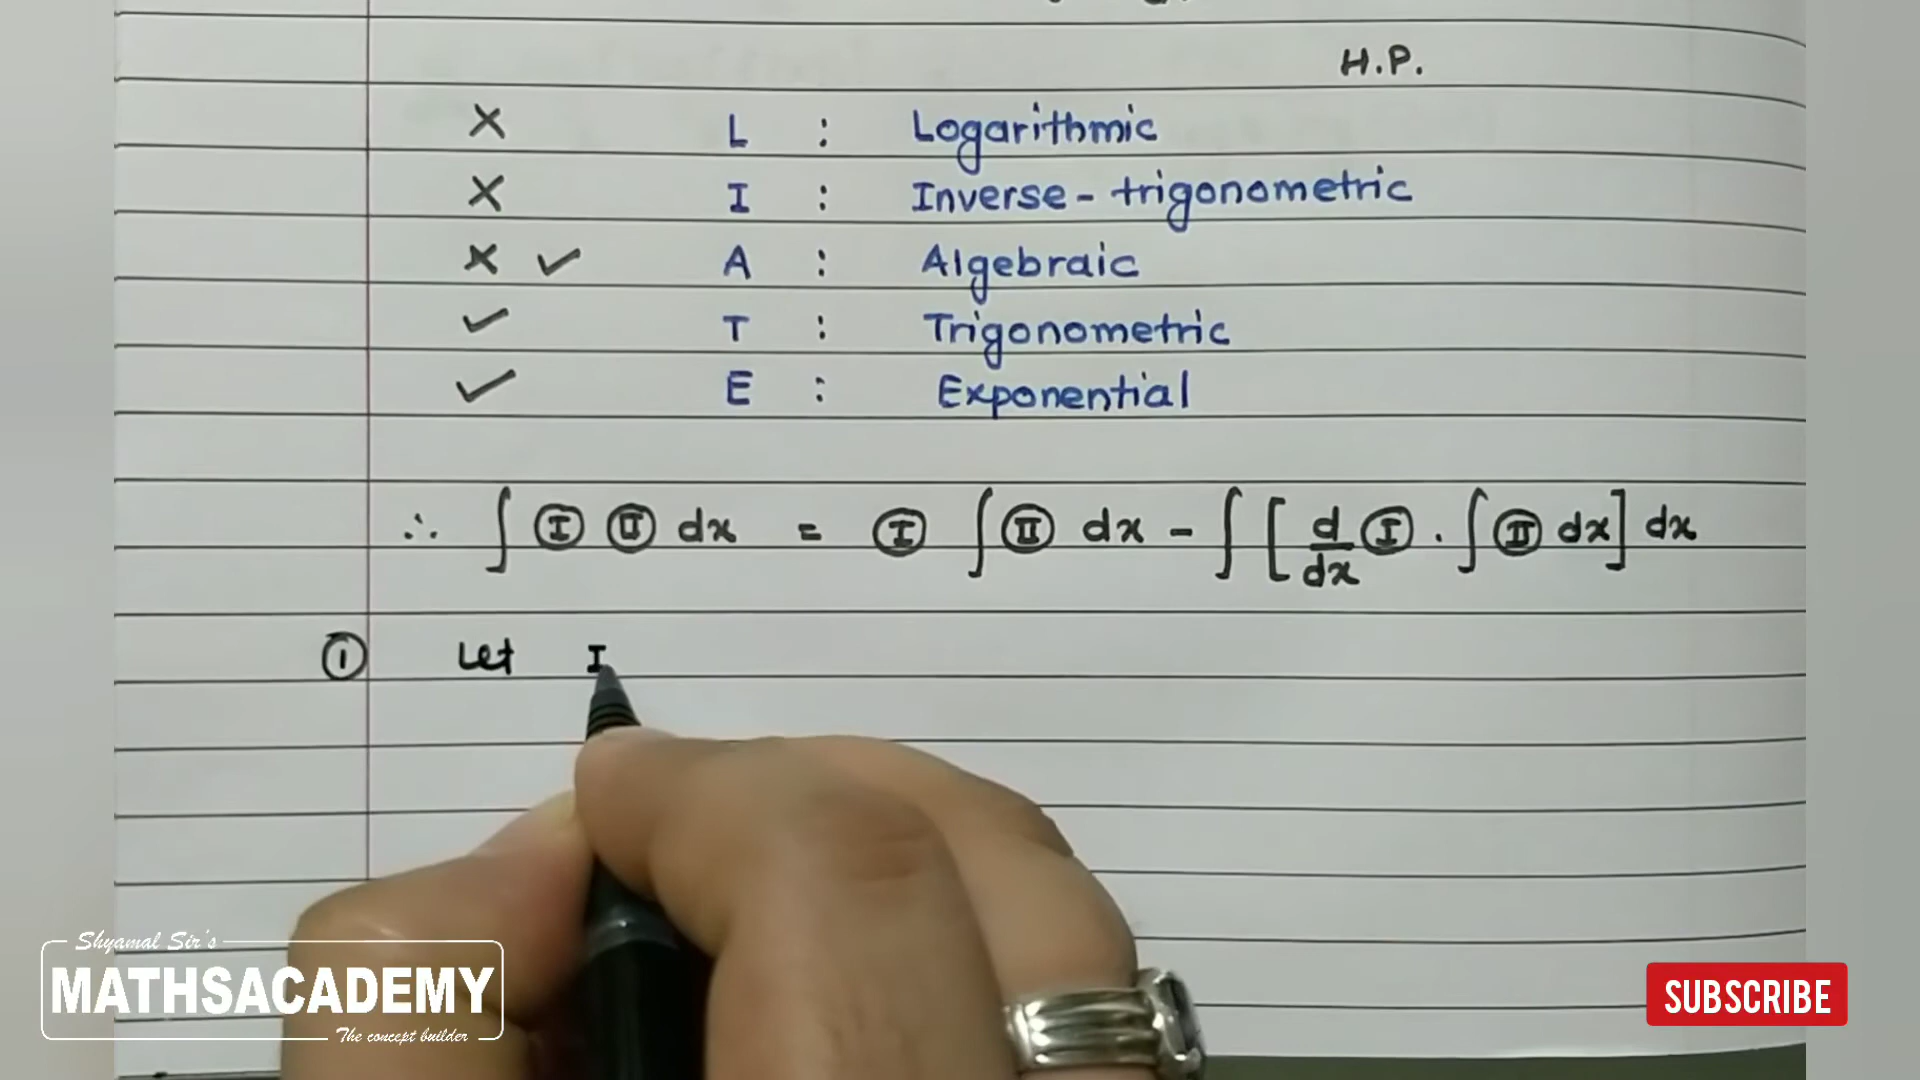 H.P.
× L : Logarithmic
× I : Inverse - trigonometric
× ✓ A : Algebraic
✓ T : Trigonometric
✓ E : Exponential
∴ ∫ Ⓘ Ⅱ dx = Ⓘ ∫ Ⅱ dx - ∫ [ d/dx Ⓘ . ∫ Ⅱ dx ] dx
① Let I
Shyamal Sir's
MATHSACADEMY
The concept builder
SUBSCRIBE